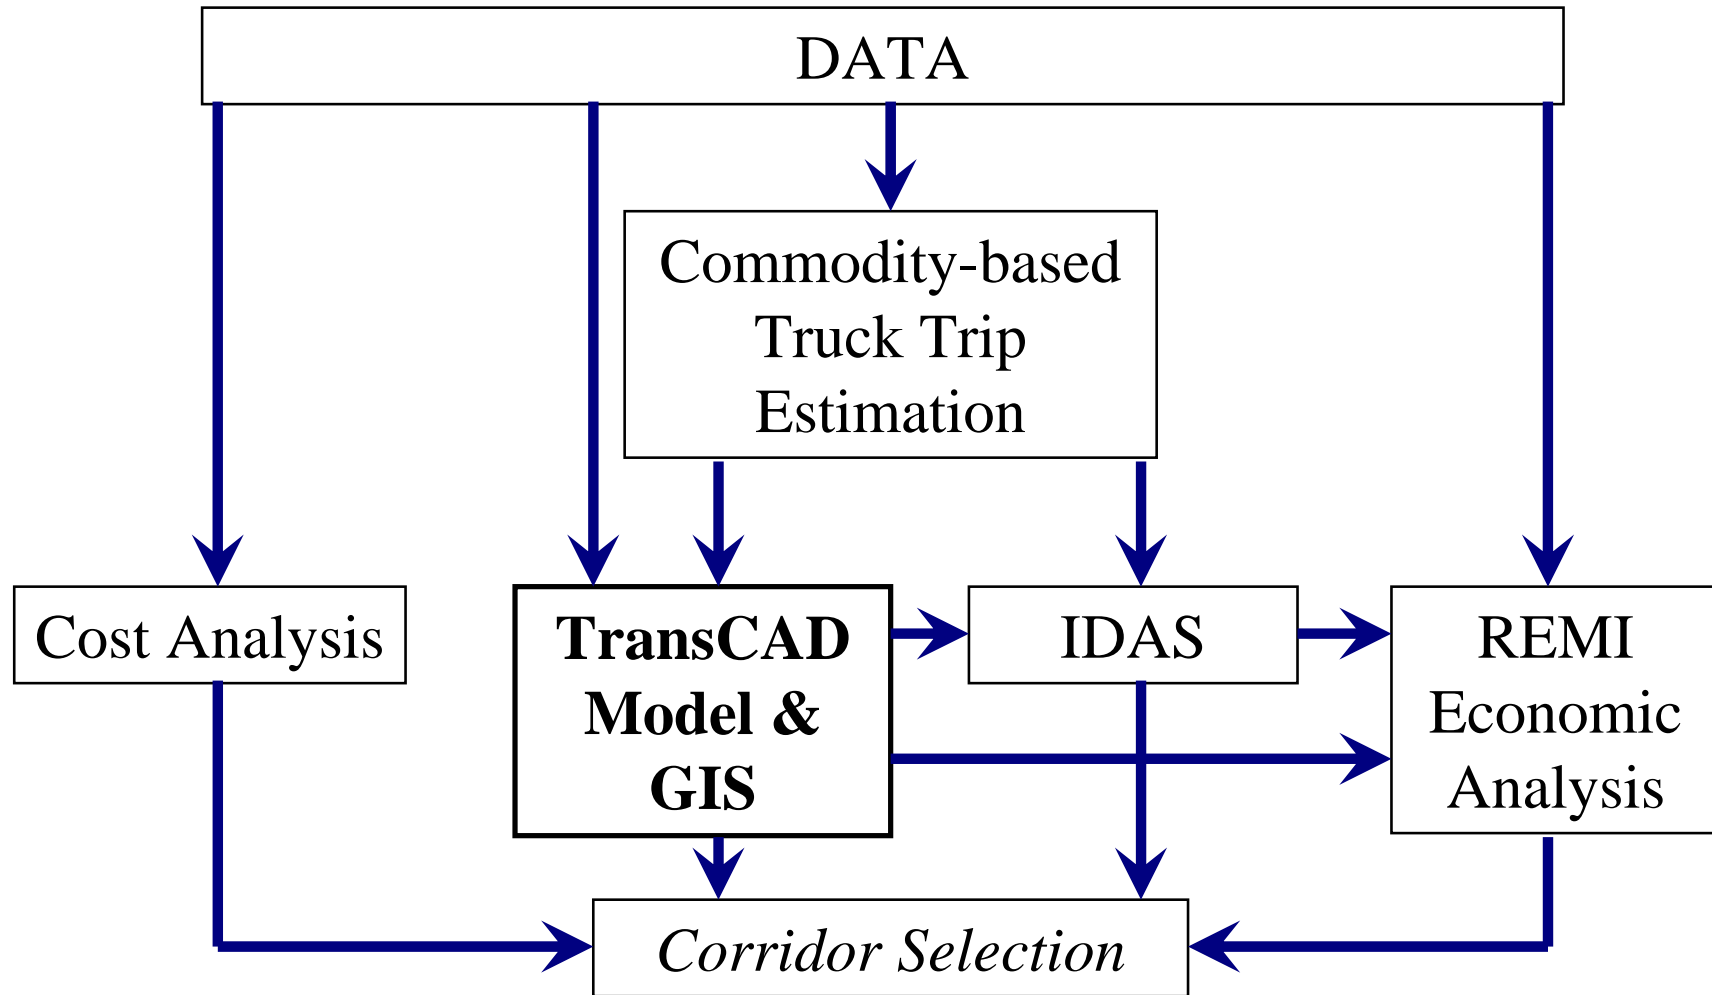 DATA
Commodity-based
Truck Trip
Estimation
Cost Analysis
TransCAD
Model &
GIS
IDAS
REMI
Economic
Analysis
Corridor Selection